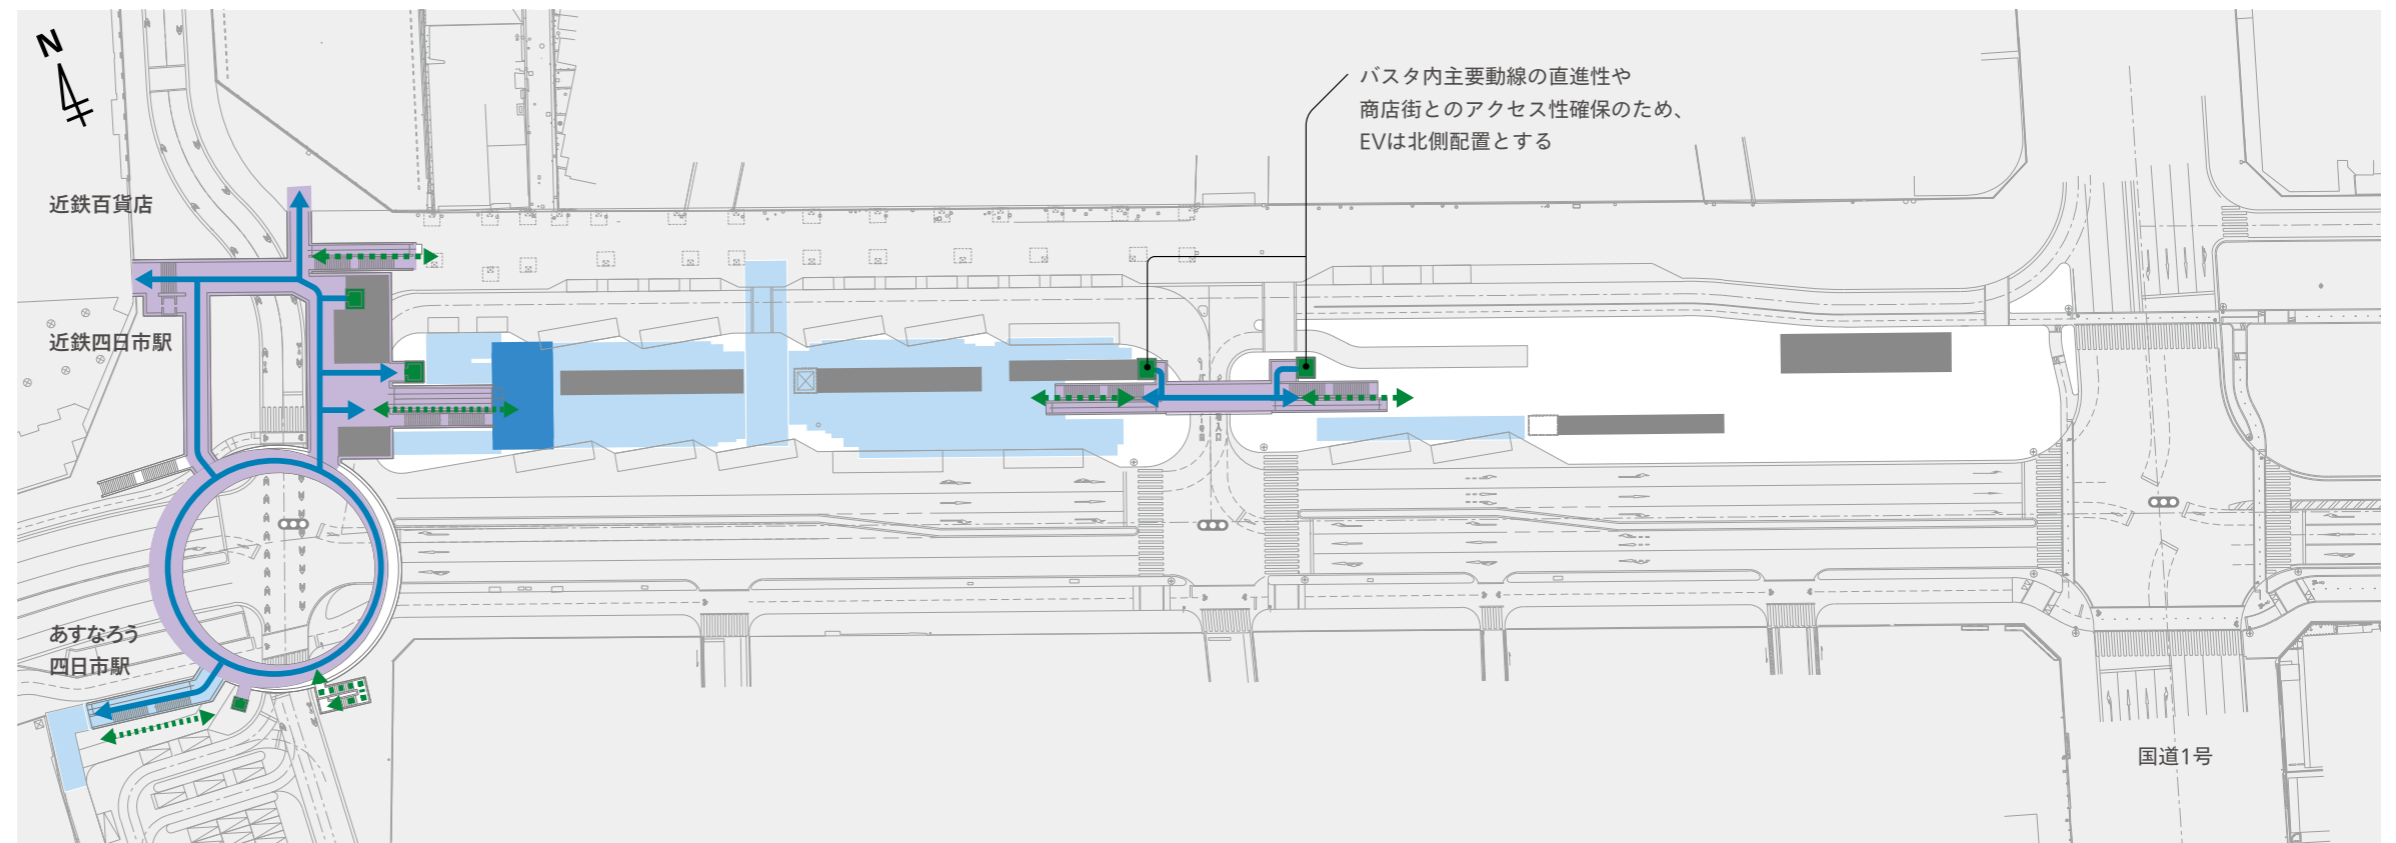 N
バスタ内主要動線の直進性や
商店街とのアクセス性確保のため、
EVは北側配置とする
近鉄百貨店
近鉄四日市駅
あすなろう
四日市駅
国道1号